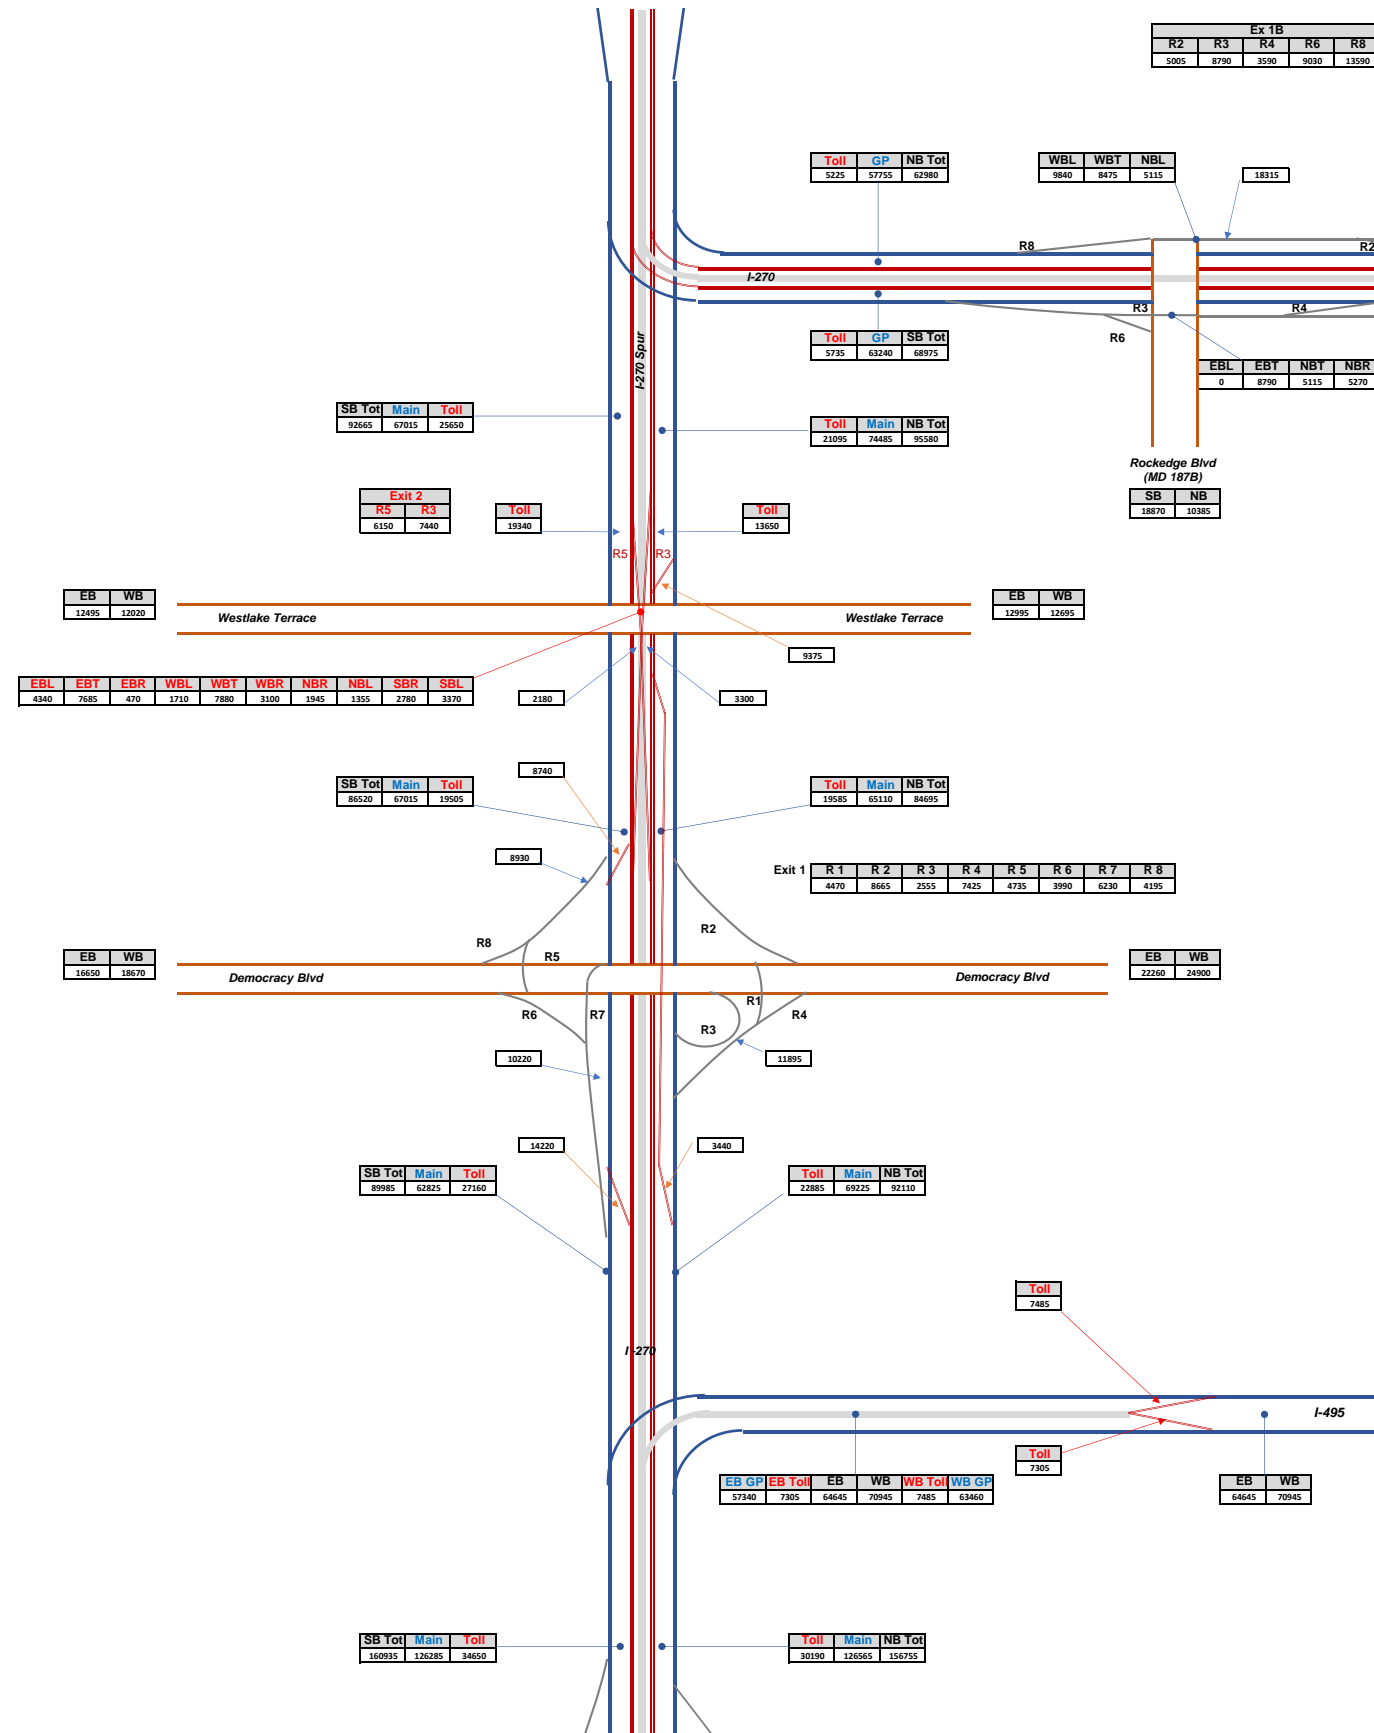 Ex 1B
R2 R3 R4 R6 R8
5005 8790 3590 9030 13590
Toll GP NB Tot
5225 57755 62980
WBL WBT NBL
9840 8475 5115
18315
R8
R2
I-270
R3
R4
R6
Toll GP SB Tot
5735 63240 68975
I-270 Spur
EBL EBT NBT NBR
0 8790 5115 5270
SB Tot Main Toll
92665 67015 25650
Toll Main NB Tot
21095 74485 95580
Rockedge Blvd
(MD 187B)
SB NB
18870 10385
Exit 2
R5 R3
6150 7440
Toll
19340
Toll
13650
R5
R3
EB WB
12495 12020
Westlake Terrace
Westlake Terrace
EB WB
12995 12695
9375
EBL EBT EBR WBL WBT WBR NBR NBL SBR SBL
4340 7685 470 1710 7880 3100 1945 1355 2780 3370
2180
3300
8740
SB Tot Main Toll
86520 67015 19505
Toll Main NB Tot
19585 65110 84695
8930
Exit 1 R 1 R 2 R 3 R 4 R 5 R 6 R 7 R 8
4470 8665 2555 7425 4735 3990 6230 4195
R2
R8
R5
EB WB
16650 18670
Democracy Blvd
Democracy Blvd
EB WB
22260 24900
R1
R6
R7
R3
R4
10220
11895
14220
3440
SB Tot Main Toll
89985 62825 27160
Toll Main NB Tot
22885 69225 92110
Toll
7485
I-270
I-495
Toll
7305
EB GP EB Toll EB WB WB Toll WB GP
57340 7305 64645 70945 7485 63460
EB WB
64645 70945
SB Tot Main Toll
160935 126285 34650
Toll Main NB Tot
30190 126565 156755